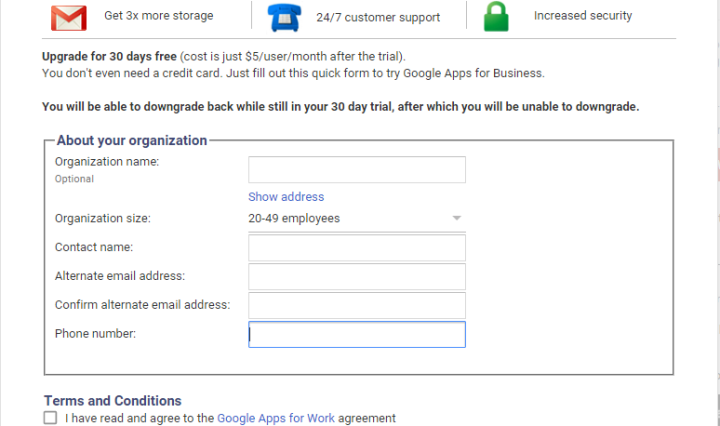 Get 3x more storage
24/7 customer support
Increased security
Upgrade for 30 days free (cost is just $5/user/month after the trial).
You don't even need a credit card. Just fill out this quick form to try Google Apps for Business.
You will be able to downgrade back while still in your 30 day trial, after which you will be unable to downgrade.
About your organization
Organization name:
Optional
Show address
Organization size:
20-49 employees
Contact name:
Alternate email address:
Confirm alternate email address:
Phone number:
Terms and Conditions
I have read and agree to the Google Apps for Work agreement